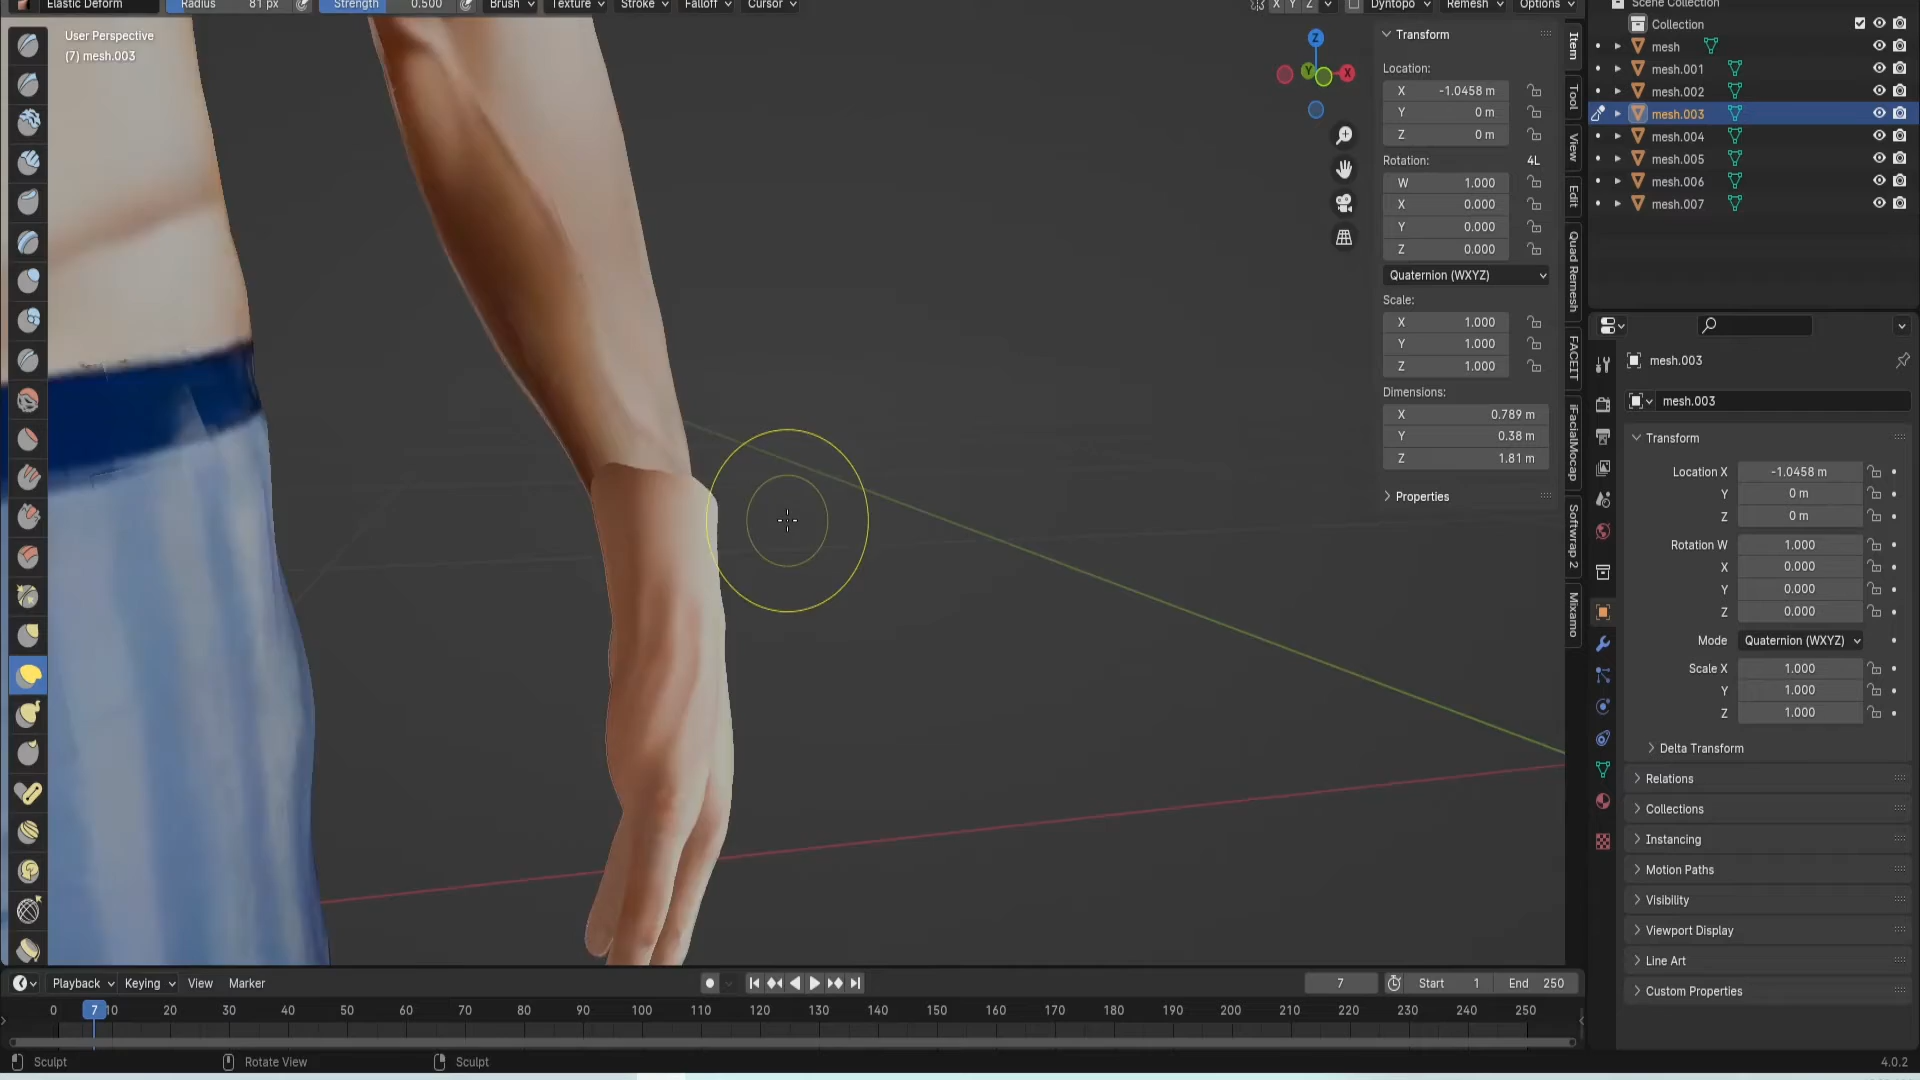 Elastic Deform Radius 81 px Strength 0.500 Brush Texture Stroke Falloff Cursor X Y Z Dyntopo Remesh Options
User Perspective
(7) mesh.003
Z
Y
X
Transform
Location:
X -1.0458 m
Y 0 m
Z 0 m
Rotation: 4L
W 1.000
X 0.000
Y 0.000
Z 0.000
Quaternion (WXYZ)
Scale:
X 1.000
Y 1.000
Z 1.000
Dimensions:
X 0.789 m
Y 0.38 m
Z 1.81 m
Properties
Item
Tool
View
Edit
Quad Remesh
FACEIT
iFacialMocap
Softwrap 2
Mixamo
Scene Collection
Collection
mesh
mesh.001
mesh.002
mesh.003
mesh.004
mesh.005
mesh.006
mesh.007
mesh.003
mesh.003
Transform
Location X -1.0458 m
Y 0 m
Z 0 m
Rotation W 1.000
X 0.000
Y 0.000
Z 0.000
Mode Quaternion (WXYZ)
Scale X 1.000
Y 1.000
Z 1.000
Delta Transform
Relations
Collections
Instancing
Motion Paths
Visibility
Viewport Display
Line Art
Custom Properties
Playback Keying View Marker 7 Start 1 End 250
0 7 10 20 30 40 50 60 70 80 90 100 110 120 130 140 150 160 170 180 190 200 210 220 230 240 250
Sculpt Rotate View Sculpt 4.0.2